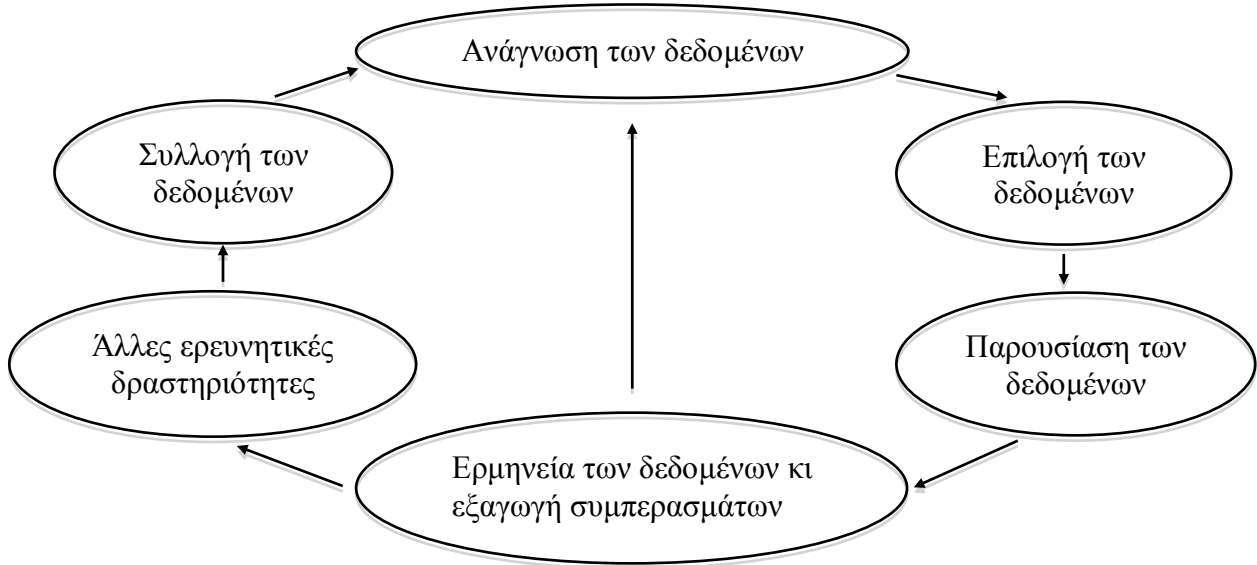 Ανάγνωση των δεδομένων
Συλλογή των
δεδομένων
Επιλογή των
δεδομένων
Άλλες ερευνητικές
δραστηριότητες
Παρουσίαση των
δεδομένων
Ερμηνεία των δεδομένων κι
εξαγωγή συμπερασμάτων